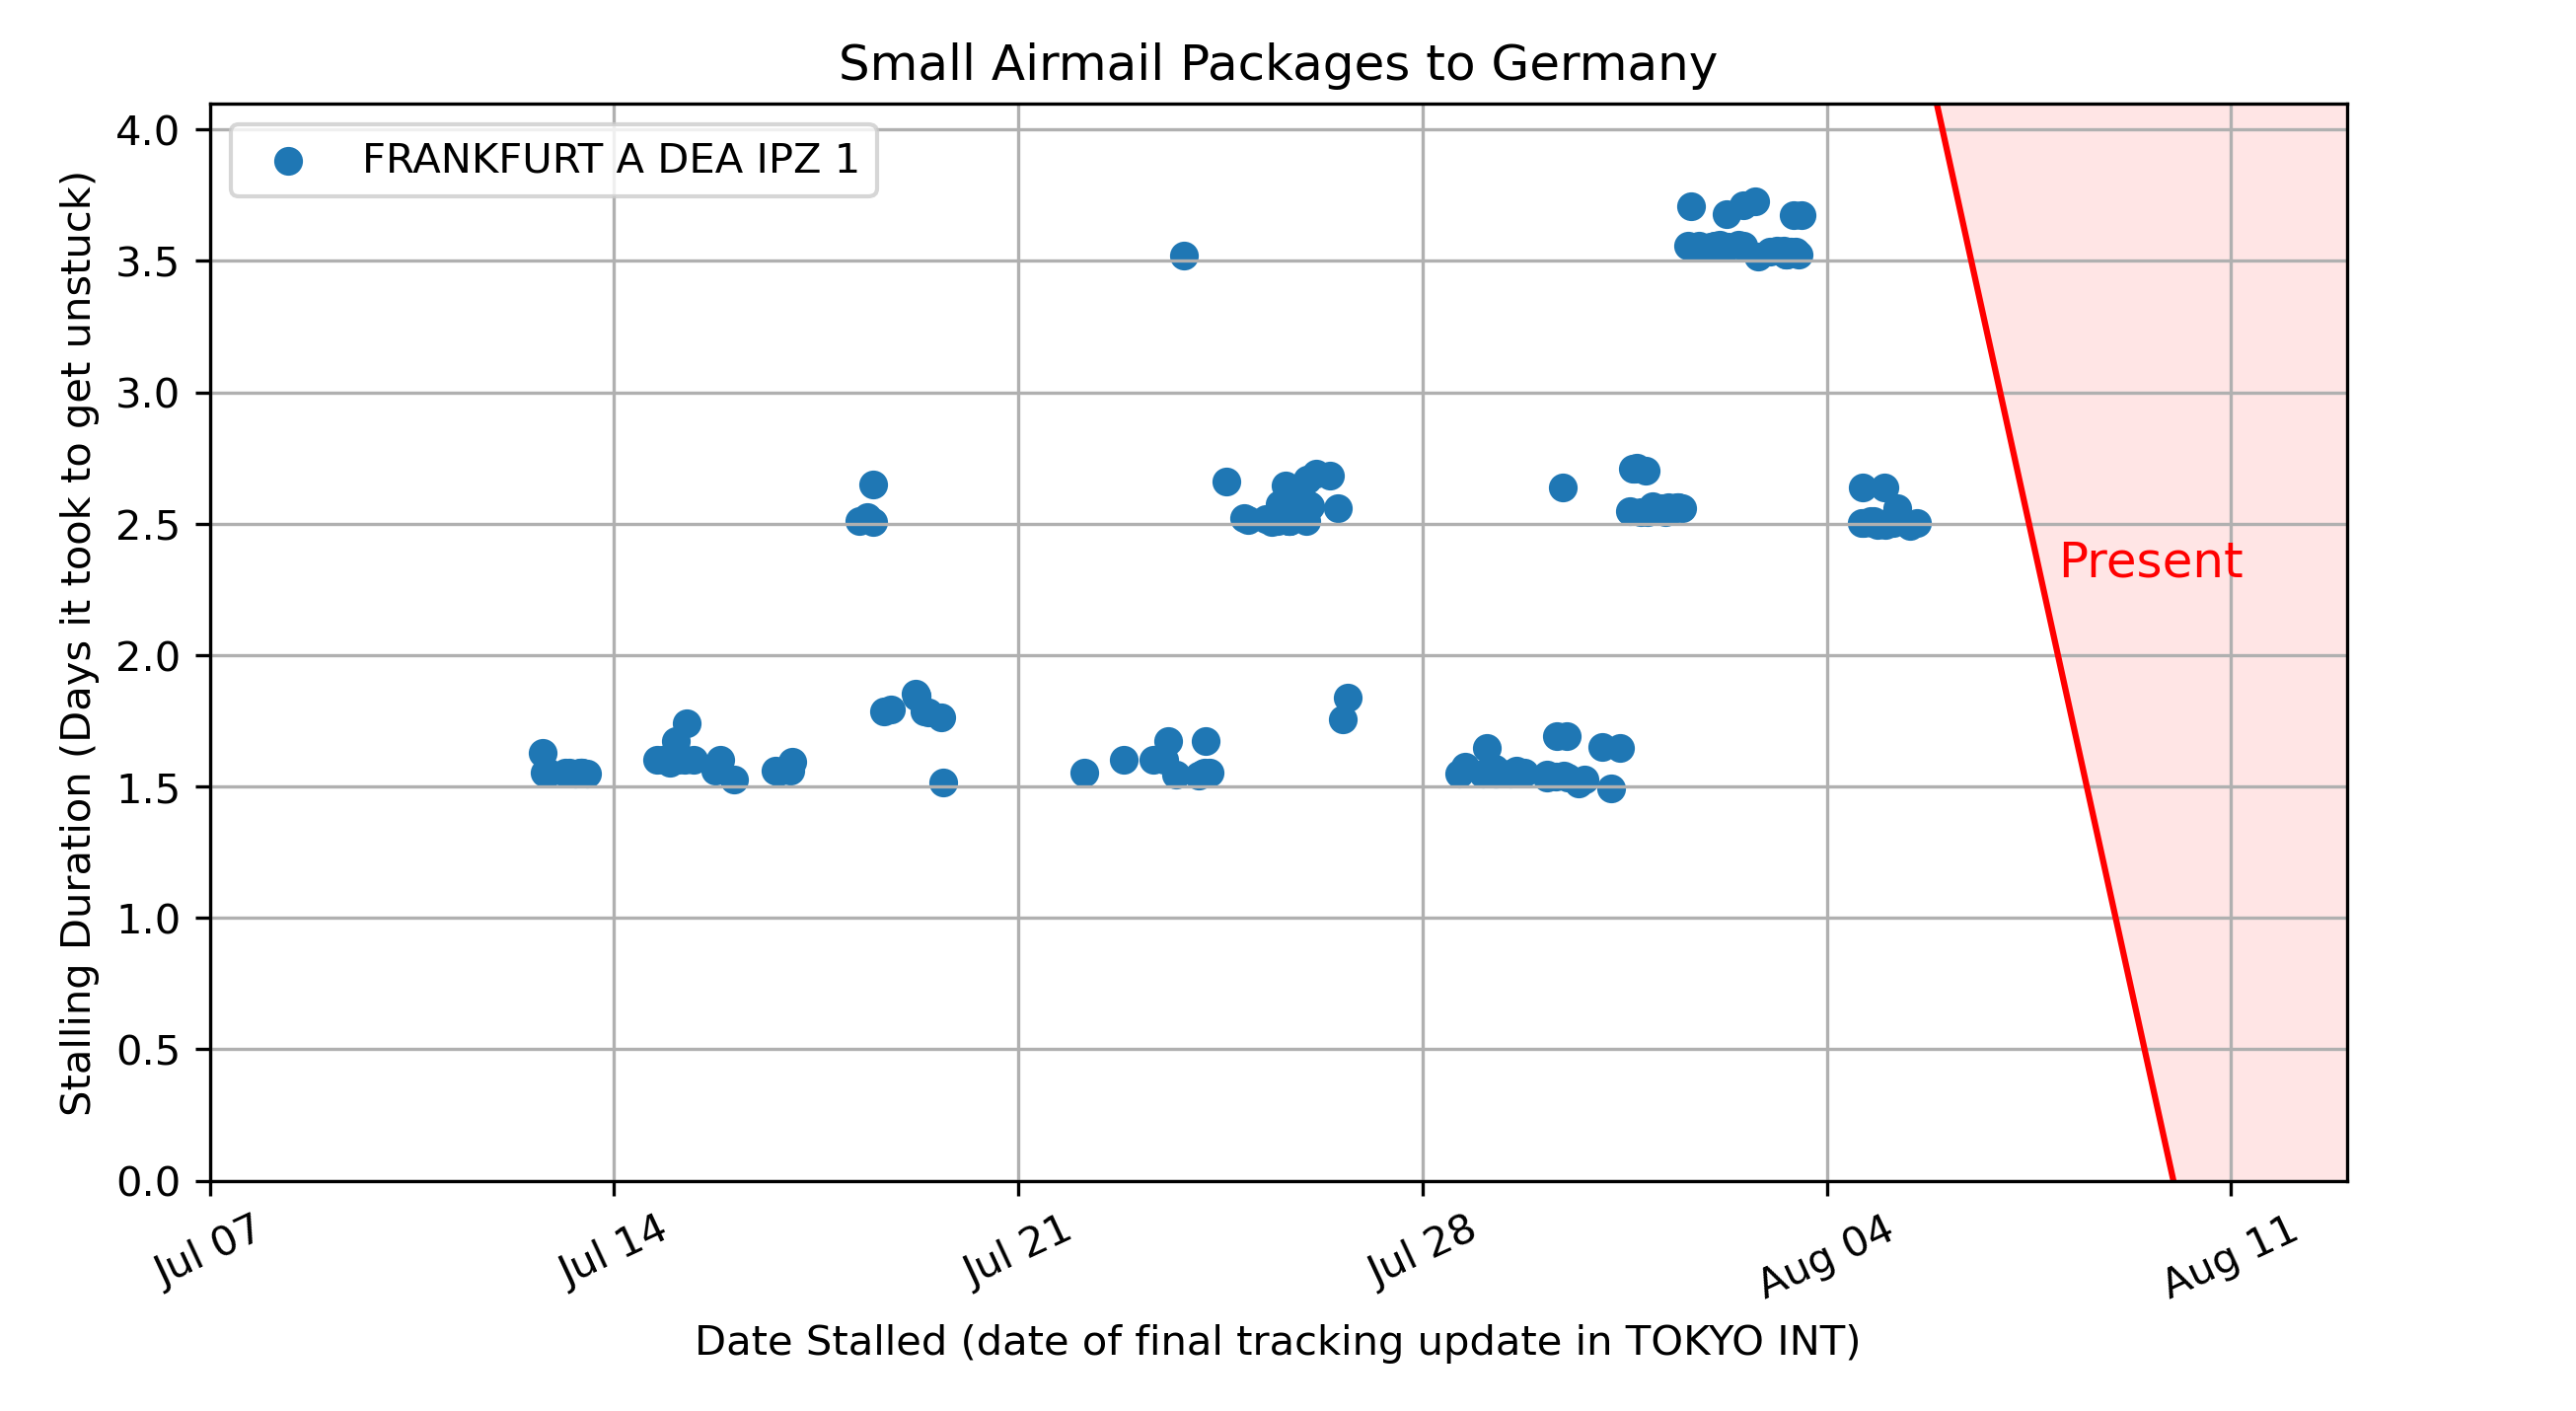 Small Airmail Packages to Germany
FRANKFURT A DEA IPZ 1
Stalling Duration (Days it took to get unstuck)
4.0
3.5
3.0
2.5
2.0
1.5
1.0
0.5
0.0
Present
Jul 07
Jul 14
Jul 21
Jul 28
Aug 04
Aug 11
Date Stalled (date of final tracking update in TOKYO INT)